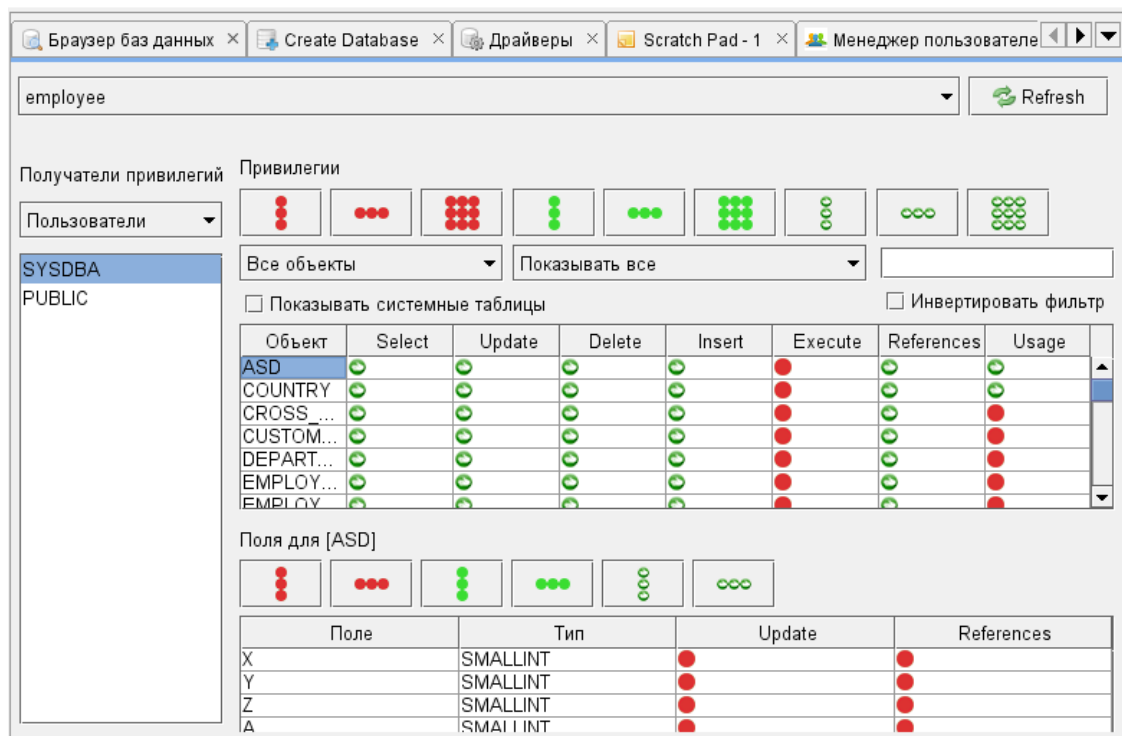 Браузер баз данных × Create Database × Драйверы × Scratch Pad - 1 × Менеджер пользователе
employee Refresh
Получатели привилегий Привилегии
Пользователи
Все объекты Показывать все
SYSDBA
PUBLIC
Показывать системные таблицы Инвертировать фильтр
Объект Select Update Delete Insert Execute References Usage
ASD
COUNTRY
CROSS_...
CUSTOM...
DEPART...
EMPLOY...
EMPLOY
Поля для [ASD]
Поле Тип Update References
X SMALLINT
Y SMALLINT
Z SMALLINT
A SMALLINT